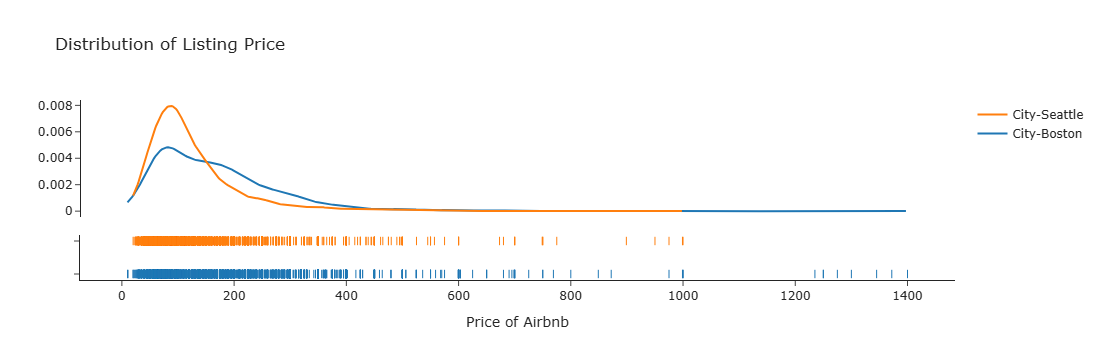 Distribution of Listing Price
0.008
0.006
0.004
0.002
0
City-Seattle
City-Boston
0 200 400 600 800 1000 1200 1400
Price of Airbnb